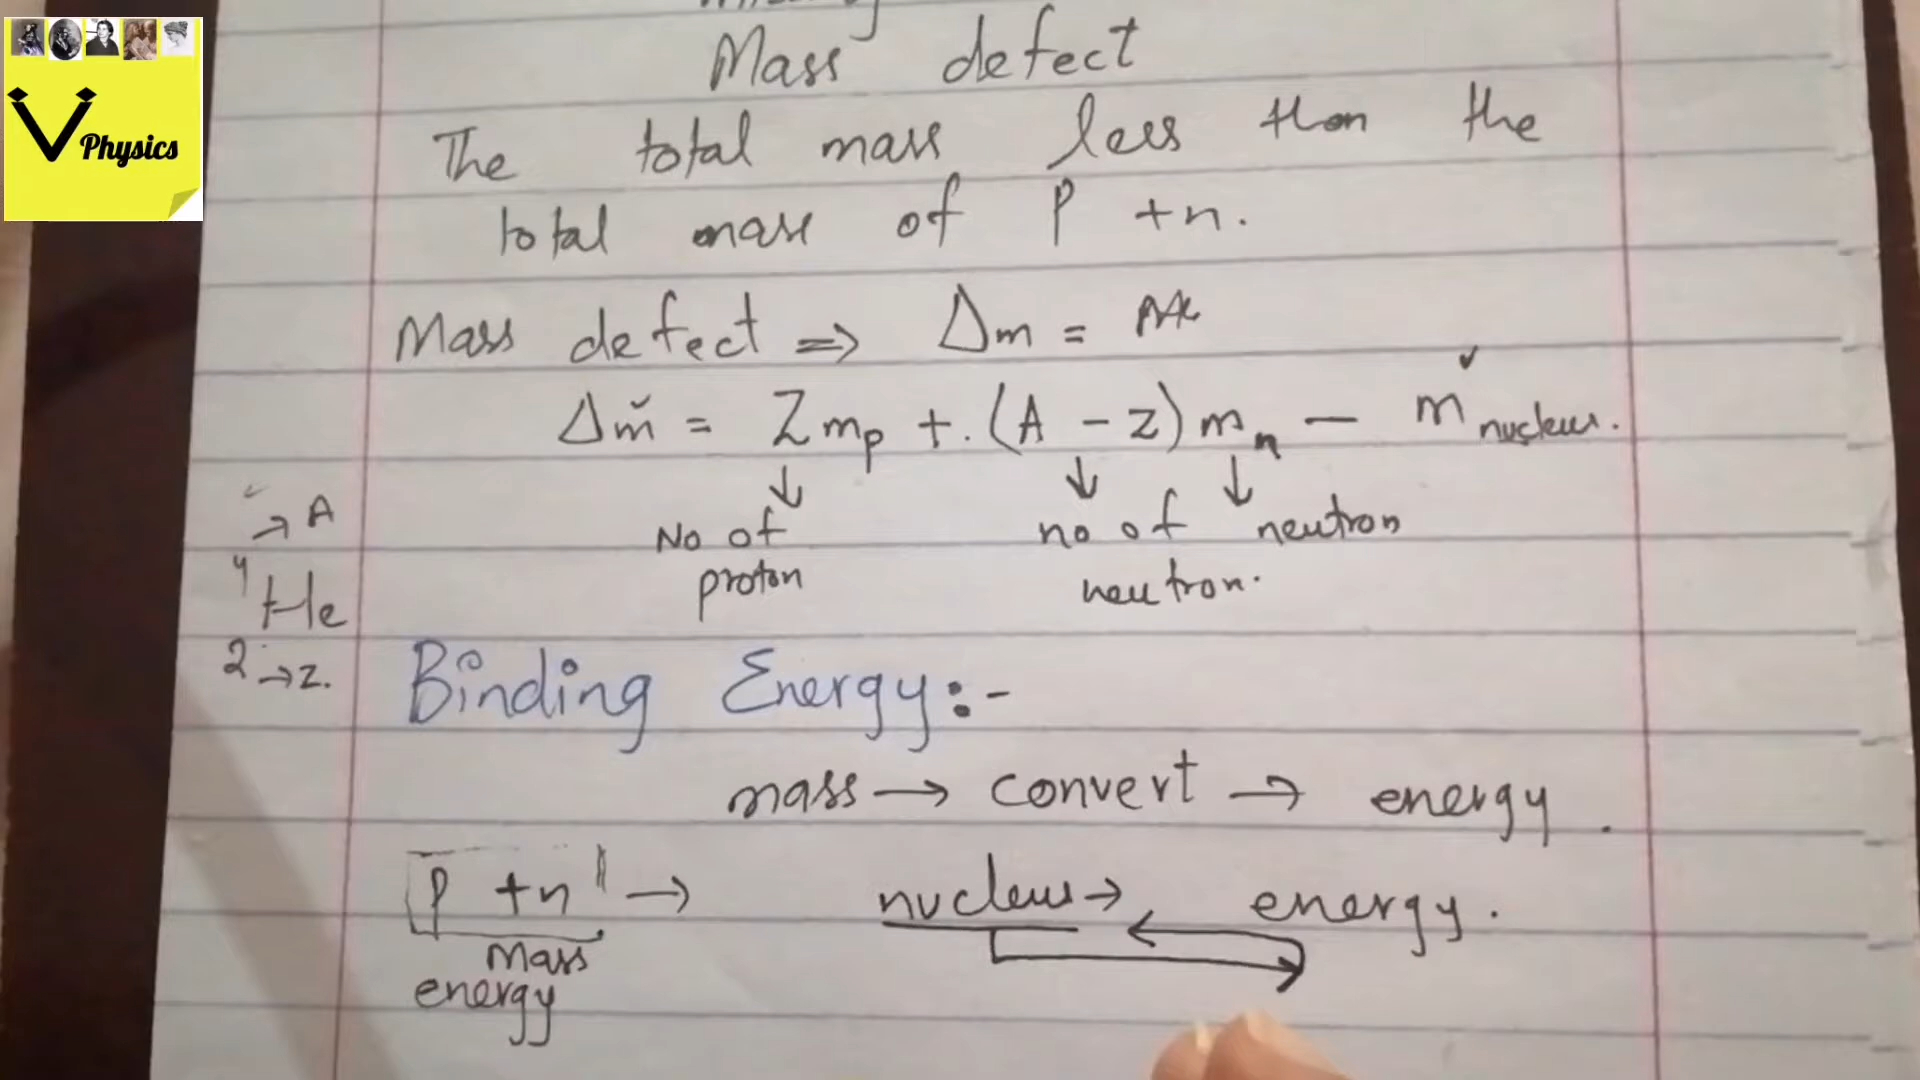 Mass defect
The total mass less than the
total mass of P + n.
Mass defect ⇒ Δm =
Δm = Z mp + (A - z) mn - m nucleus.
↓ ↓ ↓
No of proton
no of neutron.
neutron
→ A
4
He
2 → z.
Binding Energy:-
mass → convert → energy.
P + n → nucleus → energy.
Mass
energy
V Physics